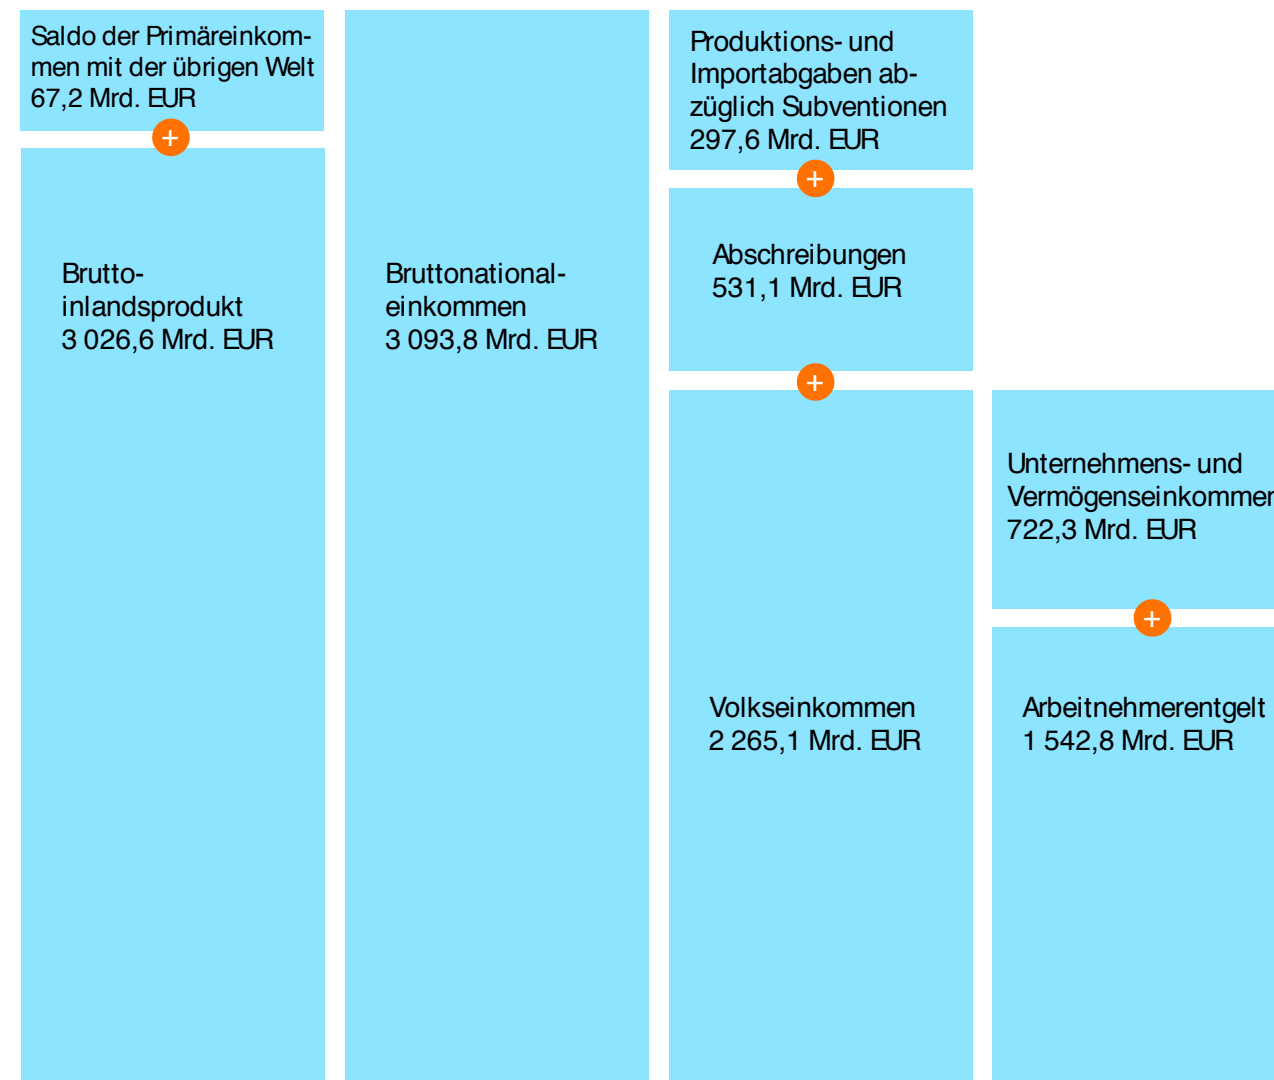 Saldo der Primäreinkom-
men mit der übrigen Welt
67,2 Mrd. EUR
+
Brutto-
inlandsprodukt
3 026,6 Mrd. EUR
Bruttonational-
einkommen
3 093,8 Mrd. EUR
Produktions- und
Importabgaben ab-
züglich Subventionen
297,6 Mrd. EUR
+
Abschreibungen
531,1 Mrd. EUR
+
Volkseinkommen
2 265,1 Mrd. EUR
Unternehmens- und
Vermögenseinkommen
722,3 Mrd. EUR
+
Arbeitnehmerentgelt
1 542,8 Mrd. EUR